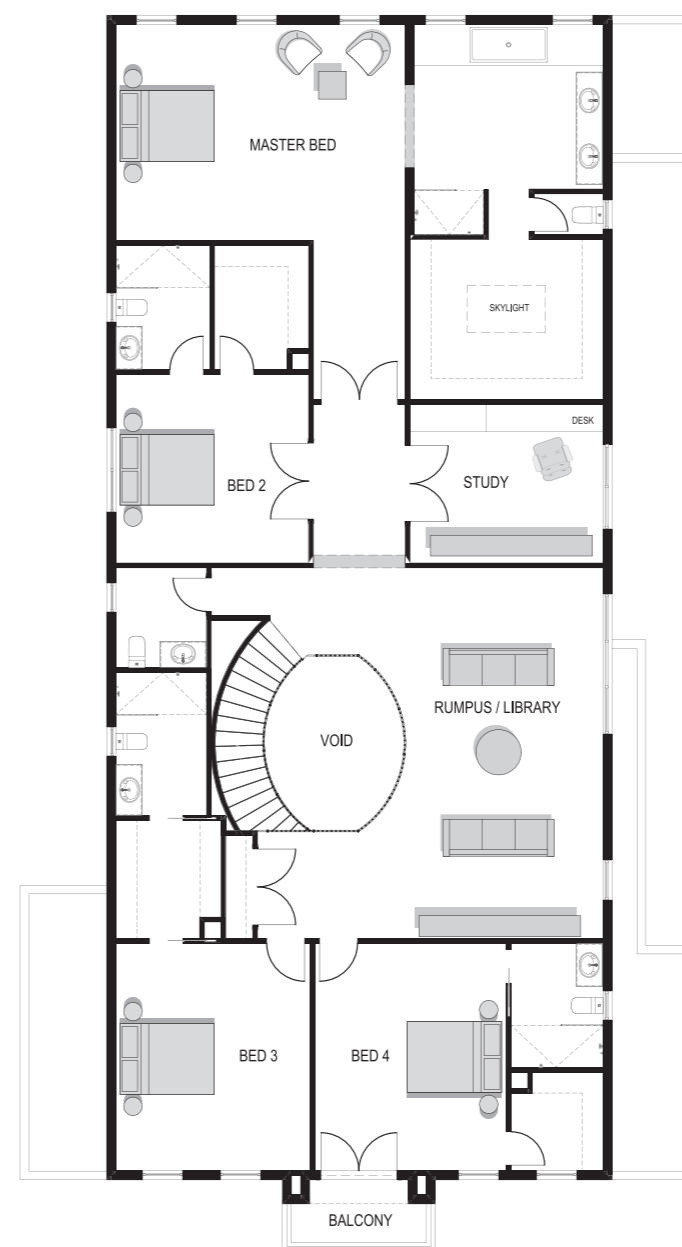 MASTER BED
SKYLIGHT
DESK
BED 2
STUDY
RUMPUS / LIBRARY
VOID
BED 3
BED 4
BALCONY